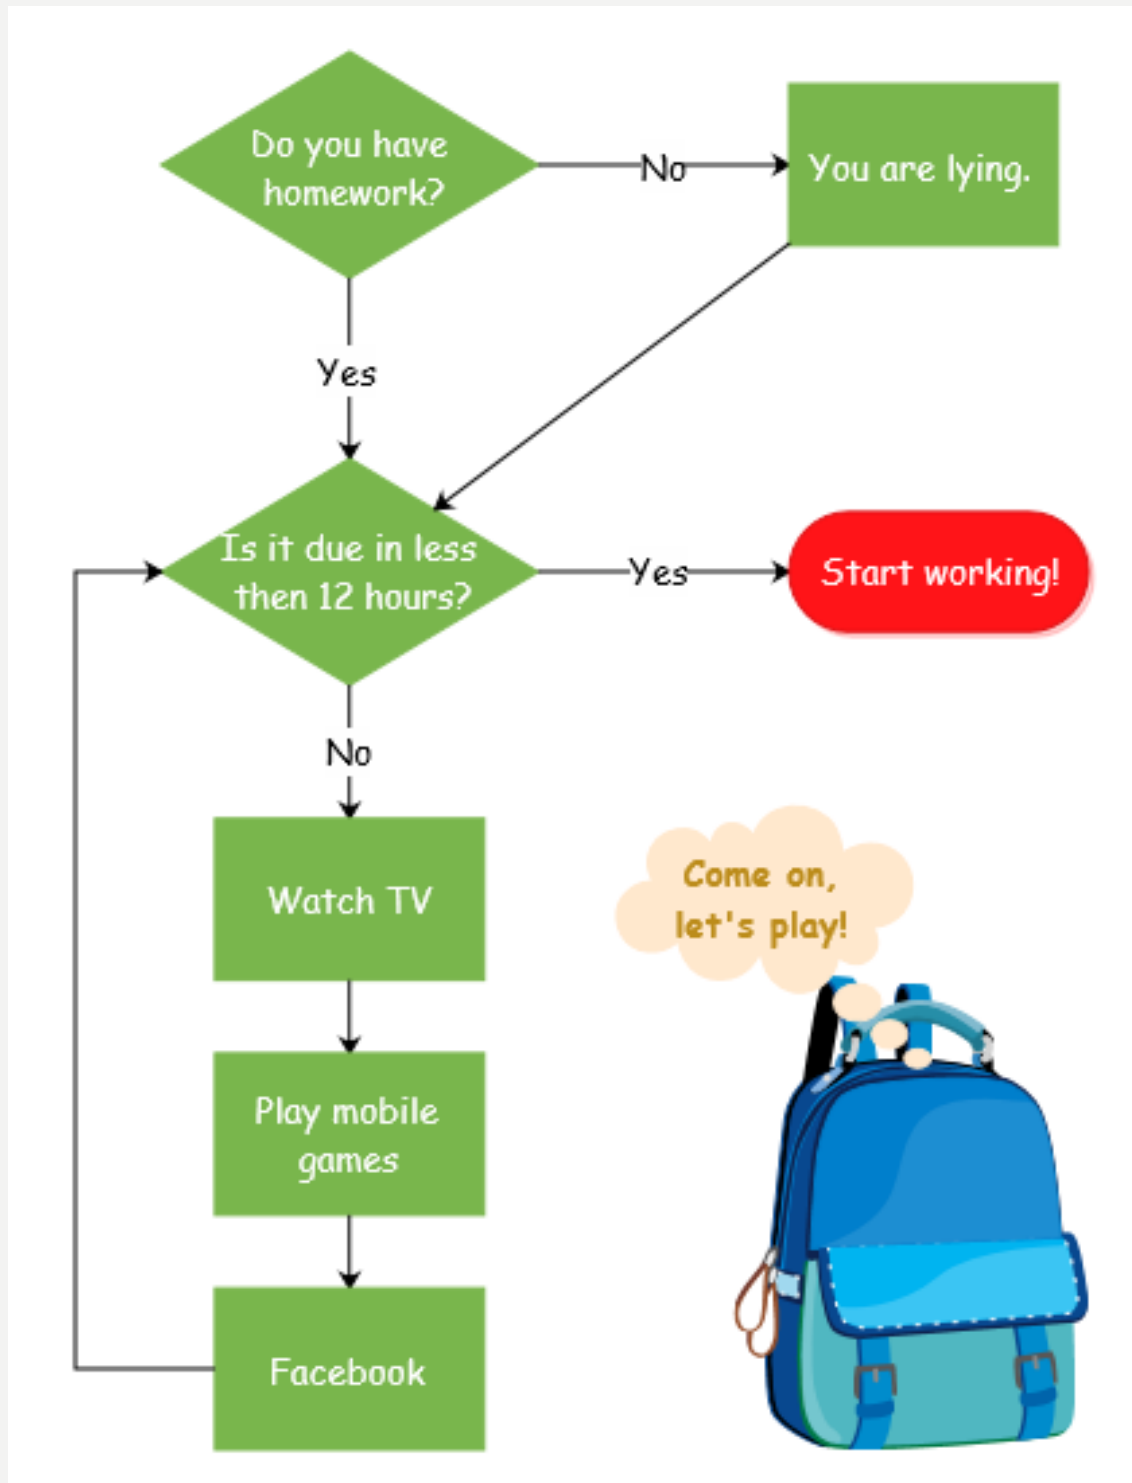 Do you have
homework?
No
You are lying.
Yes
Is it due in less
then 12 hours?
Yes
Start working!
No
Watch TV
Come on,
let's play!
Play mobile
games
Facebook